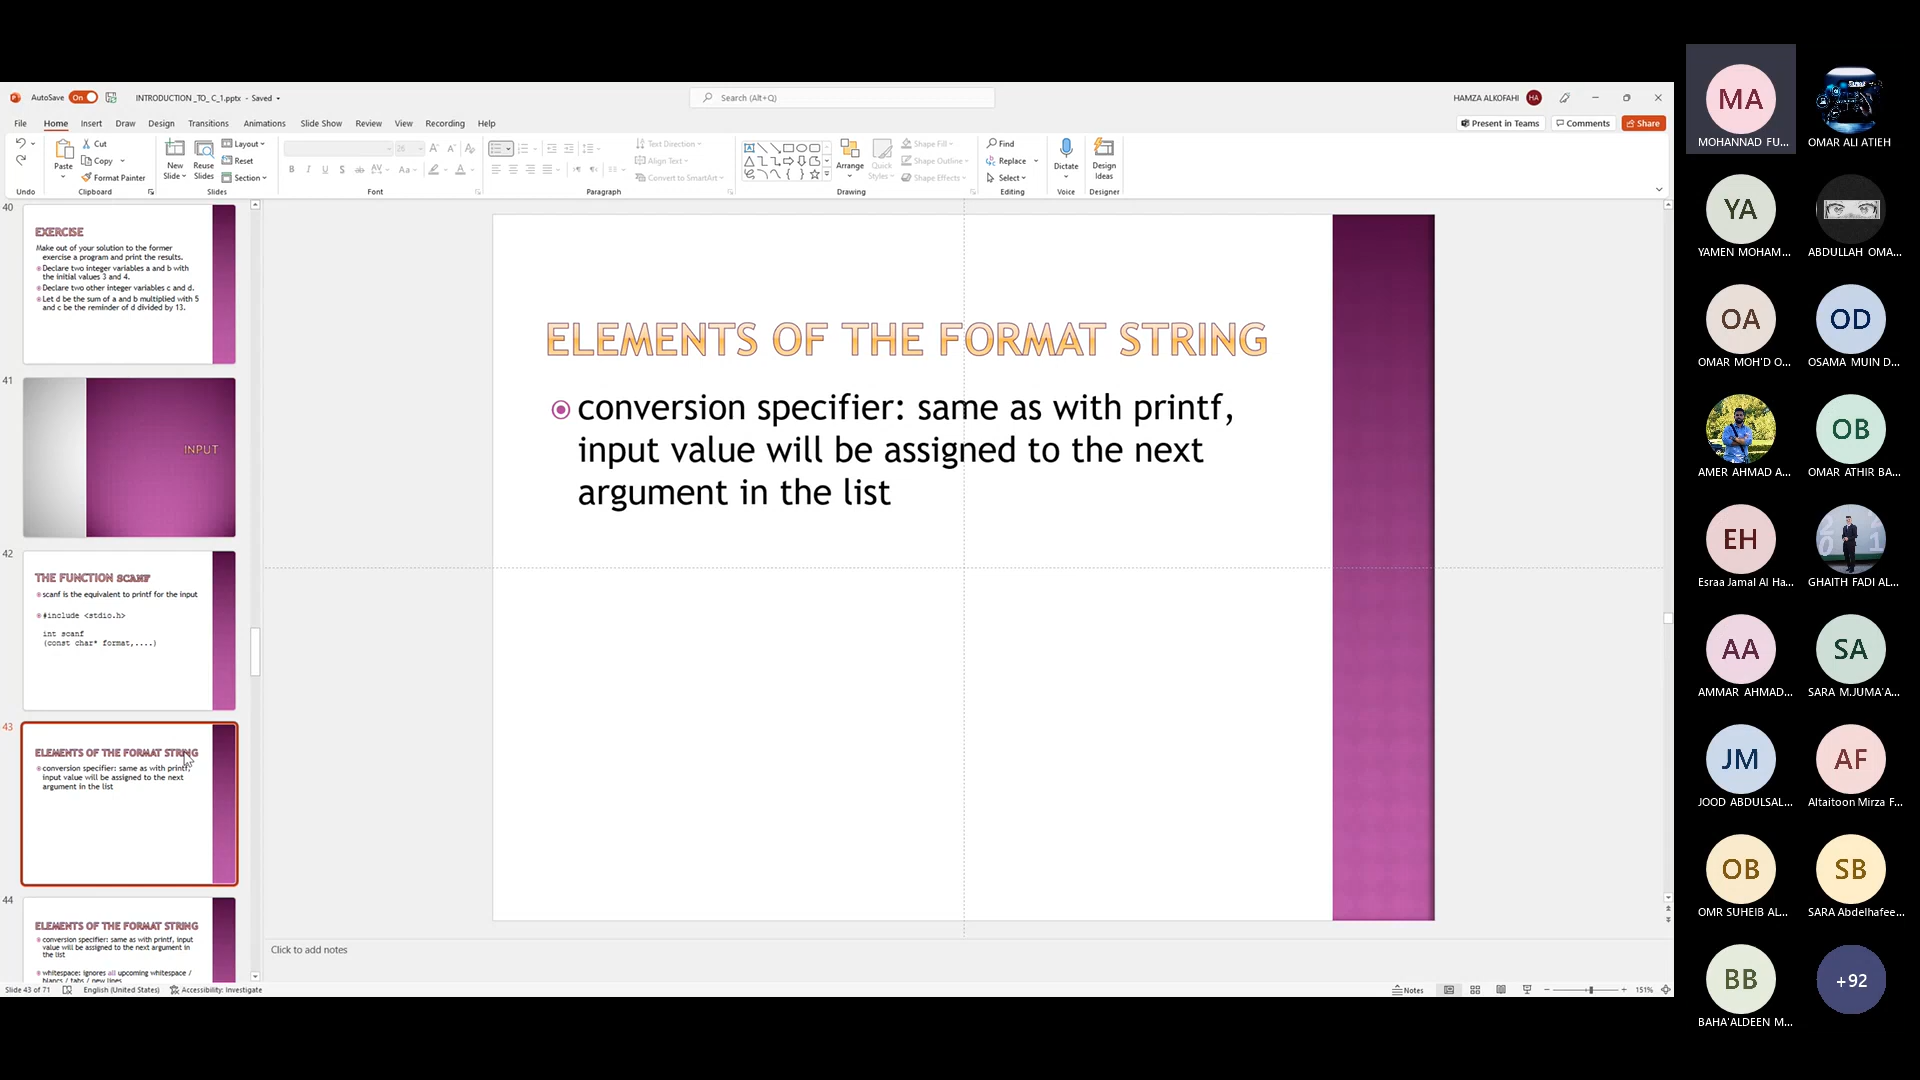 AutoSave On INTRODUCTION _TO_ C_1.pptx - Saved Search (Alt+Q) HAMZA ALKOFAHI HA
File Home Insert Draw Design Transitions Animations Slide Show Review View Recording Help Present in Teams Comments Share
Cut
Copy
Format Painter
Paste
New Slide
Reuse Slides
Layout
Reset
Section
26
Text Direction
Align Text
Convert to SmartArt
Arrange
Quick Styles
Shape Fill
Shape Outline
Shape Effects
Find
Replace
Select
Dictate
Design Ideas
Undo Clipboard Slides Font Paragraph Drawing Editing Voice Designer
40
EXERCISE
Make out of your solution to the former
exercise a program and print the results.
Declare two integer variables a and b with
the initial values 3 and 4.
Declare two other integer variables c and d.
Let d be the sum of a and b multiplied with 5
and c be the reminder of d divided by 13.
41
INPUT
42
THE FUNCTION SCANF
scanf is the equivalent to printf for the input
#include <stdio.h>
int scanf
(const char* format,....)
43
ELEMENTS OF THE FORMAT STRING
conversion specifier: same as with printf,
input value will be assigned to the next
argument in the list
44
ELEMENTS OF THE FORMAT STRING
conversion specifier: same as with printf, input
value will be assigned to the next argument in
the list
whitespace: ignores all upcoming whitespace /
blancs / tabs / new lines
ELEMENTS OF THE FORMAT STRING
conversion specifier: same as with printf,
input value will be assigned to the next
argument in the list
Click to add notes
Slide 43 of 71 English (United States) Accessibility: Investigate Notes 151%
MA
MOHANNAD FU...
OMAR ALI ATIEH
YA
YAMEN MOHAM...
ABDULLAH OMA...
OA
OMAR MOH'D O...
OD
OSAMA MUIN D...
AMER AHMAD A...
OB
OMAR ATHIR BA...
EH
Esraa Jamal Al Ha...
GHAITH FADI AL...
AA
AMMAR AHMAD...
SA
SARA M.JUMA'A...
JM
JOOD ABDULSAL...
AF
Altaitoon Mirza F...
OB
OMR SUHEIB AL...
SB
SARA Abdelhafee...
BB
BAHA'ALDEEN M...
+92